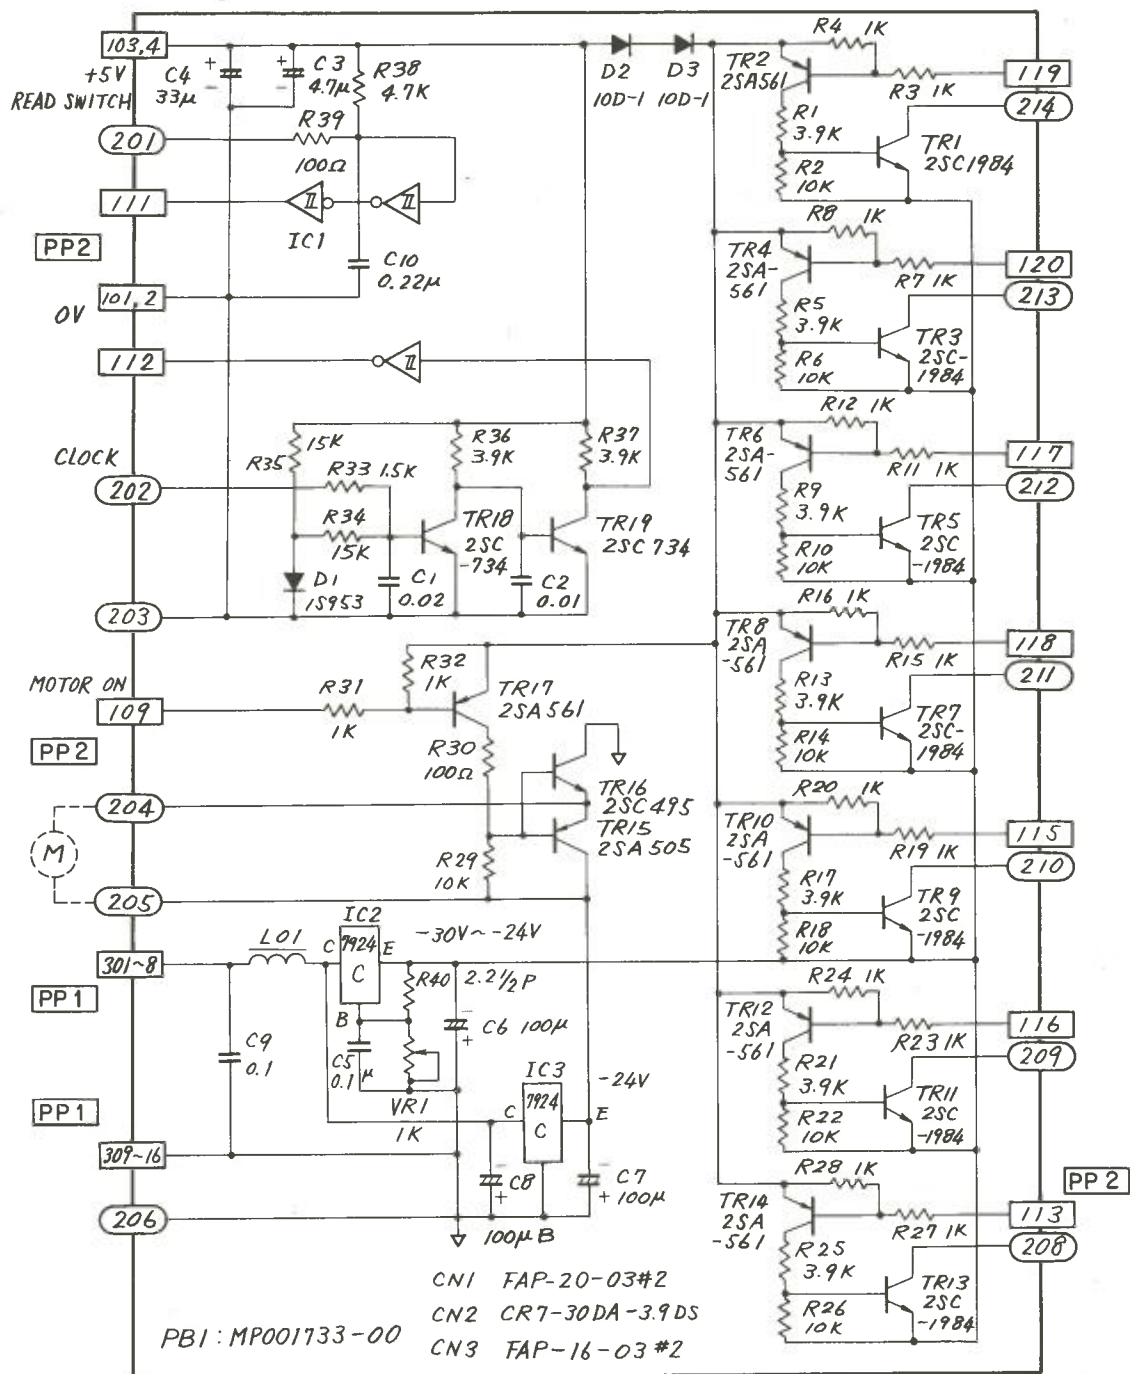 103,4
+5V
READ SWITCH
201
111
PP2
101,2
0V
112
CLOCK
202
203
MOTOR ON
109
PP2
204
M
205
301~8
PP1
PP1
309~16
206
C4
33μ
+
-
C3
4.7μ
+
-
R38
4.7K
R39
100Ω
IC1
C10
0.22μ
D2
10D-1
D3
10D-1
R35
15K
R33 1.5K
R34
15K
D1
1S953
C1
0.02
R36
3.9K
TR18
2SC
-734
C2
0.01
R37
3.9K
TR19
2SC734
R32
1K
R31
1K
TR17
2SA561
R30
100Ω
TR16
2SC495
TR15
2SA505
R29
10K
L01
C9
0.1
IC2
C
7924
C
E
B
-30V~-24V
R40
2.2 1/2P
C5
0.1μ
VR1
1K
C6 100μ
-
+
IC3
C
7924
C
E
B
-24V
C8
100μ
-
+
C7
100μ
-
+
R4 1K
TR2
2SA561
R3 1K
119
214
R1
3.9K
R2
10K
TR1
2SC1984
R8
1K
TR4
2SA-
561
R7 1K
120
213
R5
3.9K
R6
10K
TR3
2SC-
1984
R12 1K
TR6
2SA-
561
R11 1K
117
212
R9
3.9K
R10
10K
TR5
2SC
-1984
R16 1K
TR8
2SA
-561
R15 1K
118
211
R13
3.9K
R14
10K
TR7
2SC-
1984
R20 1K
TR10
2SA
-561
R19 1K
115
210
R17
3.9K
R18
10K
TR9
2SC
-1984
R24 1K
TR12
2SA
-561
R23 1K
116
209
R21
3.9K
R22
10K
TR11
2SC
-1984
R28 1K
TR14
2SA
-561
R27 1K
PP2
113
208
R25
3.9K
R26
10K
TR13
2SC
-1984
CN1 FAP-20-03#2
CN2 CR7-30DA-3.9DS
CN3 FAP-16-03#2
PB1:MP001733-00